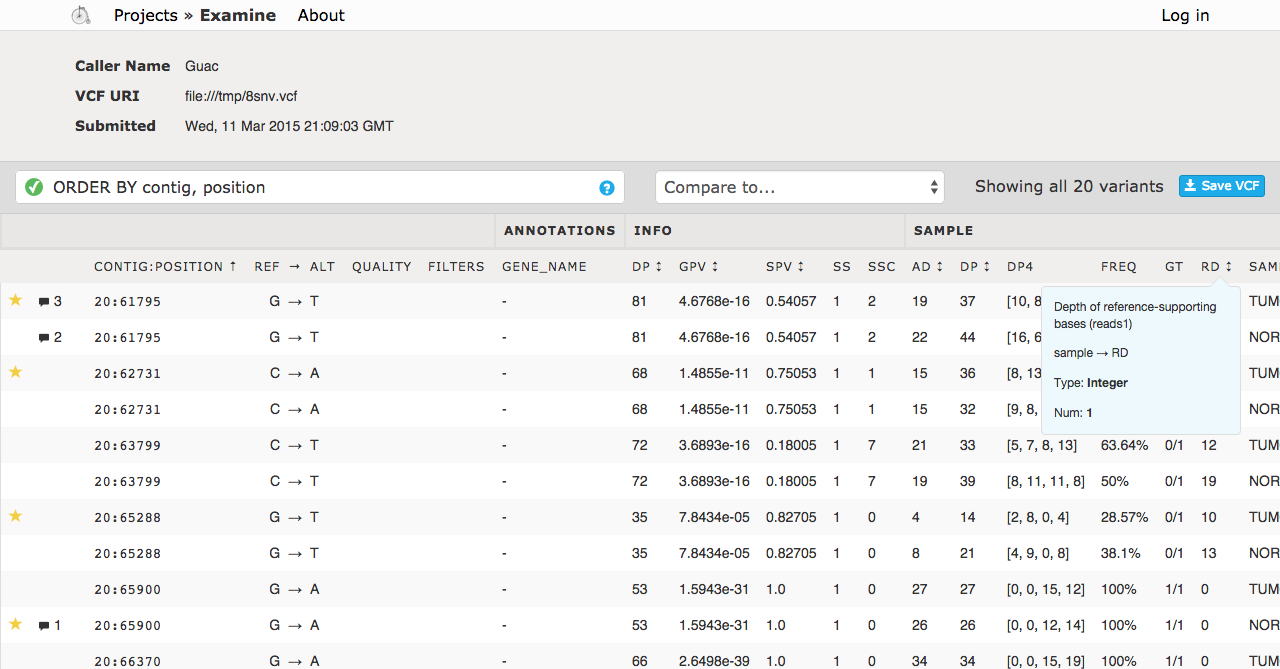 Projects » Examine About Log in
Caller Name Guac
VCF URI file:///tmp/8snv.vcf
Submitted Wed, 11 Mar 2015 21:09:03 GMT
ORDER BY contig, position ? Compare to... Showing all 20 variants Save VCF
ANNOTATIONS INFO SAMPLE
CONTIG:POSITION ↑ REF → ALT QUALITY FILTERS GENE_NAME DP ↕ GPV ↕ SPV ↕ SS SSC AD ↕ DP ↕ DP4 FREQ GT RD ↕ SAM
3 20:61795 G → T - 81 4.6768e-16 0.54057 1 2 19 37 [10, 8 TUM
2 20:61795 G → T - 81 4.6768e-16 0.54057 1 2 22 44 [16, 6 NOR
20:62731 C → A - 68 1.4855e-11 0.75053 1 1 15 36 [8, 13 TUM
20:62731 C → A - 68 1.4855e-11 0.75053 1 1 15 32 [9, 8, NOR
Depth of reference-supporting
bases (reads1)
sample → RD
Type: Integer
Num: 1
20:63799 C → T - 72 3.6893e-16 0.18005 1 7 21 33 [5, 7, 8, 13] 63.64% 0/1 12 TUM
20:63799 C → T - 72 3.6893e-16 0.18005 1 7 19 39 [8, 11, 11, 8] 50% 0/1 19 NOR
20:65288 G → T - 35 7.8434e-05 0.82705 1 0 4 14 [2, 8, 0, 4] 28.57% 0/1 10 TUM
20:65288 G → T - 35 7.8434e-05 0.82705 1 0 8 21 [4, 9, 0, 8] 38.1% 0/1 13 NOR
20:65900 G → A - 53 1.5943e-31 1.0 1 0 27 27 [0, 0, 15, 12] 100% 1/1 0 TUM
1 20:65900 G → A - 53 1.5943e-31 1.0 1 0 26 26 [0, 0, 12, 14] 100% 1/1 0 NOR
20:66370 G → A - 66 2.6498e-39 1.0 1 0 34 34 [0, 0, 15, 19] 100% 1/1 0 TUM